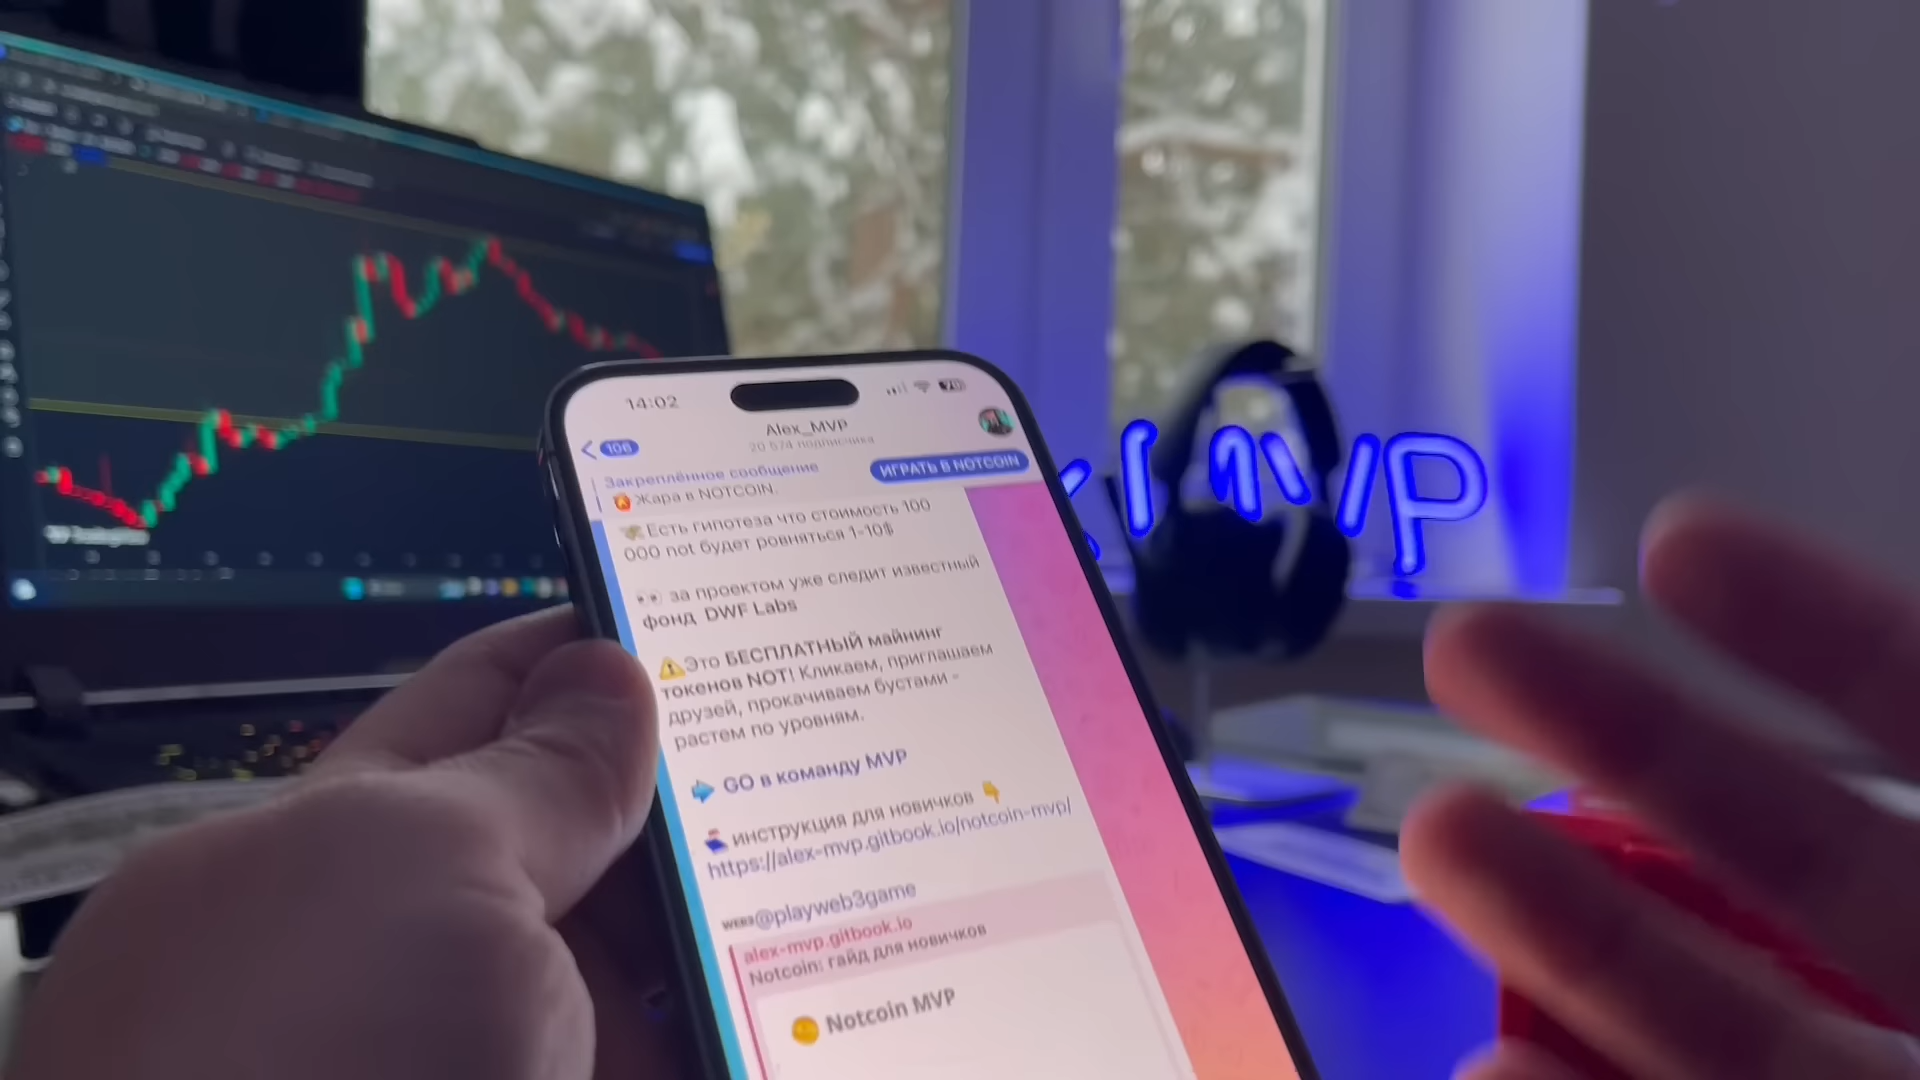 14:02
Alex_MVP
106
20 574 подписчика
Закреплённое сообщение
Жара в NOTCOIN.
ИГРАТЬ В NOTCOIN
Есть гипотеза что стоимость 100
000 not будет ровняться 1-10$
за проектом уже следит известный
фонд DWF Labs
Это БЕСПЛАТНЫЙ майнинг
токенов NOT! Кликаем, приглашаем
друзей, прокачиваем бустами -
растем по уровням.
GO в команду MVP
инструкция для новичков
https://alex-mvp.gitbook.io/notcoin-mvp/
@playweb3game
alex-mvp.gitbook.io
Notcoin: гайд для новичков
Notcoin MVP
MVP